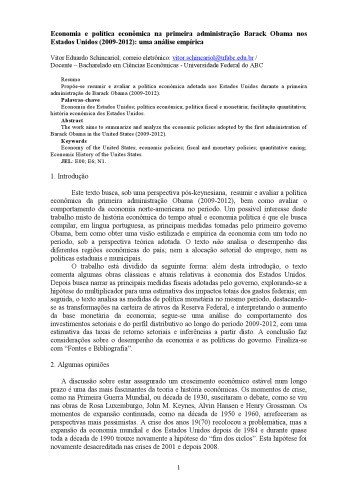 Economia e política econômica na primeira administração Barack Obama nos
Estados Unidos (2009-2012): uma análise empírica
Vitor Eduardo Schincariol; correio eletrônico: vitor.schincariol@ufabc.edu.br /
Docente – Bacharelado em Ciências Econômicas - Universidade Federal do ABC
Resumo
Propõe-se resumir e avaliar a política econômica adotada nos Estados Unidos durante a primeira
administração de Barack Obama (2009-2012).
Palavras-chave
Economia dos Estados Unidos; política econômica; política fiscal e monetária; facilitação quantitativa;
história econômica dos Estados Unidos.
Abstract
The work aims to summarize and analyze the economic policies adopted by the first administration of
Barack Obama in the United States (2009-2012).
Keywords
Economy of the United States; economic policies; fiscal and monetary policies; quantitative easing;
Economic History of the Unites States.
JEL: E00; E6; N1.
1. Introdução
Este texto busca, sob uma perspectiva pós-keynesiana, resumir e avaliar a política
econômica da primeira administração Obama (2009-2012), bem como avaliar o
comportamento da economia norte-americana no período. Um possível interesse deste
trabalho misto de história econômica do tempo atual e economia política é que ele busca
compilar, em língua portuguesa, as principais medidas tomadas pelo primeiro governo
Obama, bem como obter uma visão estilizada e empírica da economia com um todo no
período, sob a perspectiva teórica adotada. O texto não analisa o desempenho das
diferentes regiões econômicas do país, nem a alocação setorial do emprego, nem as
políticas estaduais e municipais.
O trabalho está dividido da seguinte forma: além desta introdução, o texto
comenta algumas obras clássicas e atuais relativas à economia dos Estados Unidos.
Depois busca narrar as principais medidas fiscais adotadas pelo governo, explorando-se a
hipótese do multiplicador para uma estimativa dos impactos totais dos gastos federais; em
seguida, o texto analisa as medidas de política monetária no mesmo período, destacando-
se as transformações na carteira de ativos da Reserva Federal, e interpretando o aumento
da base monetária da economia; segue-se uma análise do comportamento dos
investimentos setoriais e do perfil distributivo ao longo do período 2009-2012, com uma
estimativa das taxas de retorno setoriais e inferências a partir disto. A conclusão faz
considerações sobre o desempenho da economia e as políticas do governo. Finaliza-se
com “Fontes e Bibliografia”.
2. Algumas opiniões
A discussão sobre estar assegurado um crescimento econômico estável num longo
prazo é uma das mais fascinantes da teoria e história econômicas. Os momentos de crise,
como na Primeira Guerra Mundial, ou década de 1930, suscitaram o debate, como se viu
nas obras de Rosa Luxemburgo, John M. Keynes, Alvin Hansen e Henry Grossman. Os
momentos de expansão continuada, como na década de 1950 e 1960, arrefeceram as
perspectivas mais pessimistas. A crise dos anos 19(70) recolocou a problemática, mas a
expansão da economia mundial e dos Estados Unidos depois de 1984 e durante quase
toda a década de 1990 trouxe novamente a hipótese do “fim dos ciclos”. Esta hipótese foi
novamente desacreditada nas crises de 2001 e depois 2008.
1